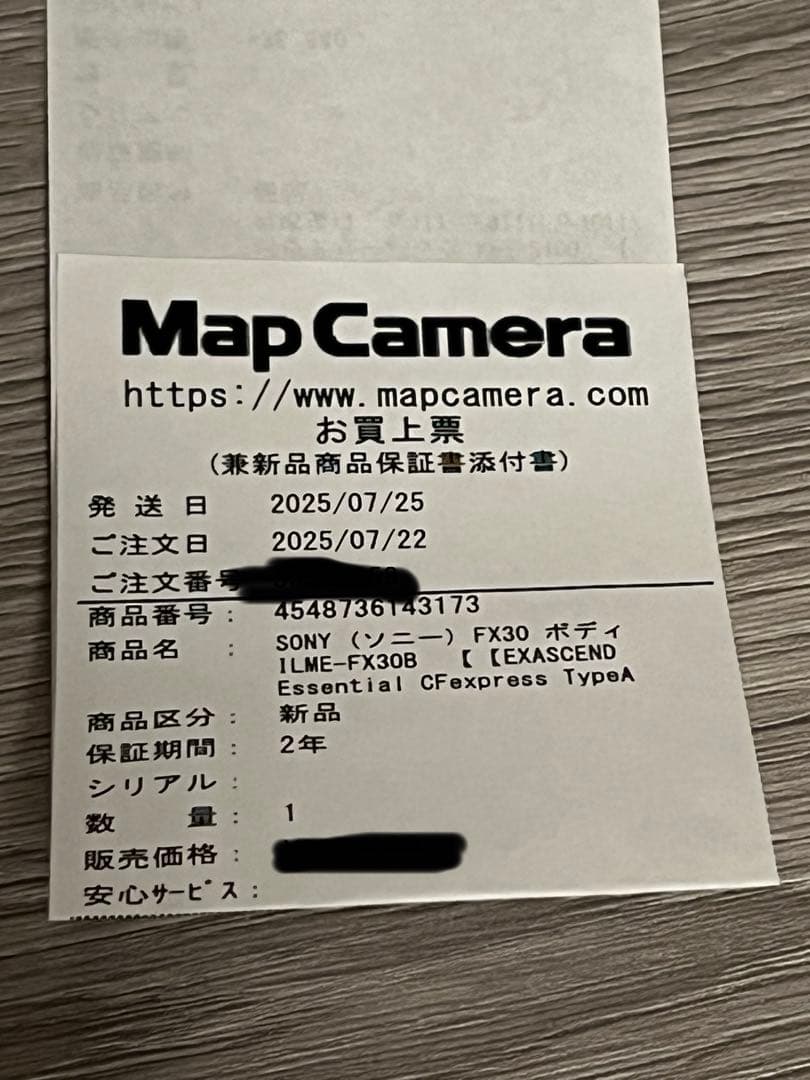 Map Camera
https://www.mapcamera.com
お買上票
(兼新品商品保証書添付書)
発送日 2025/07/25
ご注文日 2025/07/22
ご注文番号
商品番号: 4548736143173
商品名 : SONY (ソニー) FX30 ボディ
ILME-FX30B 【【EXASCEND
Essential CFexpress TypeA
商品区分: 新品
保証期間: 2年
シリアル:
数量: 1
販売価格:
安心サービス: